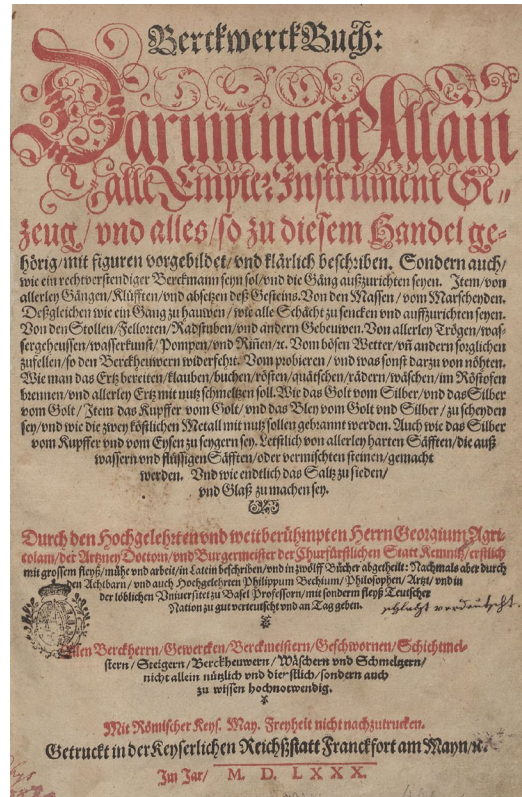 BerckwerckBuch:
Darinn nicht Allain
alle Empter Instrument Ge-
zeug / vnd alles / so zu diesem Handel ge-
hörig / mit figuren vorgebildet / vnd klärlich beschriben. Sondern auch /
wie ein rechtverstendiger Berckmann seyn sol / vnd die Gäng außzurichten seyen. Item / von
allerley Gängen / Klüfften / vnd absetzen deß Gesteins. Von den Massen / vom Marscheyden.
Deßgleichen wie ein Gang zu hauwen / wie alle Schächt zu sencken vnd auffzurichten seyen.
Von den Stollen / Fellorten / Radstuben / vnd andern Gebeuwen. Von allerley Trögen / was-
sergeheussen / wasserkunst / Pompen / vnd Riñen / ꝛc. Vom bösen Wetter / vñ andern sorglichen
zufellen / so den Berckheuwern widerfehrt. Vom probieren / vnd was sonst darzu von nöhten.
Wie man das Ertz bereiten / klauben / buchen / rösten / quätschen / rädern / wäschen / im Röstofen
brennen / vnd allerley Ertz mit nutz schmeltzen soll. Wie das Golt vom Silber / vnd das Silber
vom Golt / Item das Kupffer vom Golt / vnd das Bley vom Golt vnd Silber / zu scheyden
sey / vnd wie die zwey köstlichen Metall mit nutz sollen gebrannt werden. Auch wie das Silber
vom Kupffer vnd vom Eysen zu seygern sey. Letstlich von allerley harten Säfften / die auß
wassern vnd flüssigen Säfften / oder vermischten steinen / gemacht
werden. Vnd wie endtlich das Saltz zu sieden /
vnd Glaß zu machen sey.
Durch den Hochgelehrten vnd weitberühmpten Herrn Georgium Agri-
colam / der Artzney Doctorn / vnd Burgermeister der Churfürstlichen Statt Kemnitz / erstlich
mit grossem fleyß / mühe vnd arbeit / in Latein beschriben / vnd in zwölff Bücher abgetheilt: Nachmals aber durch
den Achtbarn / vnd auch Hochgelehrten Philippum Bechium / Philosophen / Artzt / vnd in
der löblichen Vniuersitet zu Basel Professorn / mit sonderm fleyß Teutscher
Nation zu gut verteutscht vnd an Tag geben.
schlecht verdeutscht.
Allen Berckherrn / Gewercken / Berckmeistern / Geschwornen / Schichtmei-
stern / Steigern / Berckheuwern / Wäschern vnd Schmeltzern /
nicht allein nützlich vnd dienstlich / sondern auch
zu wissen hochnotwendig.
Mit Römischer Keys. May. Freyheit nicht nachzutrucken.
Getruckt in der Keyserlichen Reichßstatt Franckfort am Mayn / ꝛc.
Im Jar / M. D. LXXX.